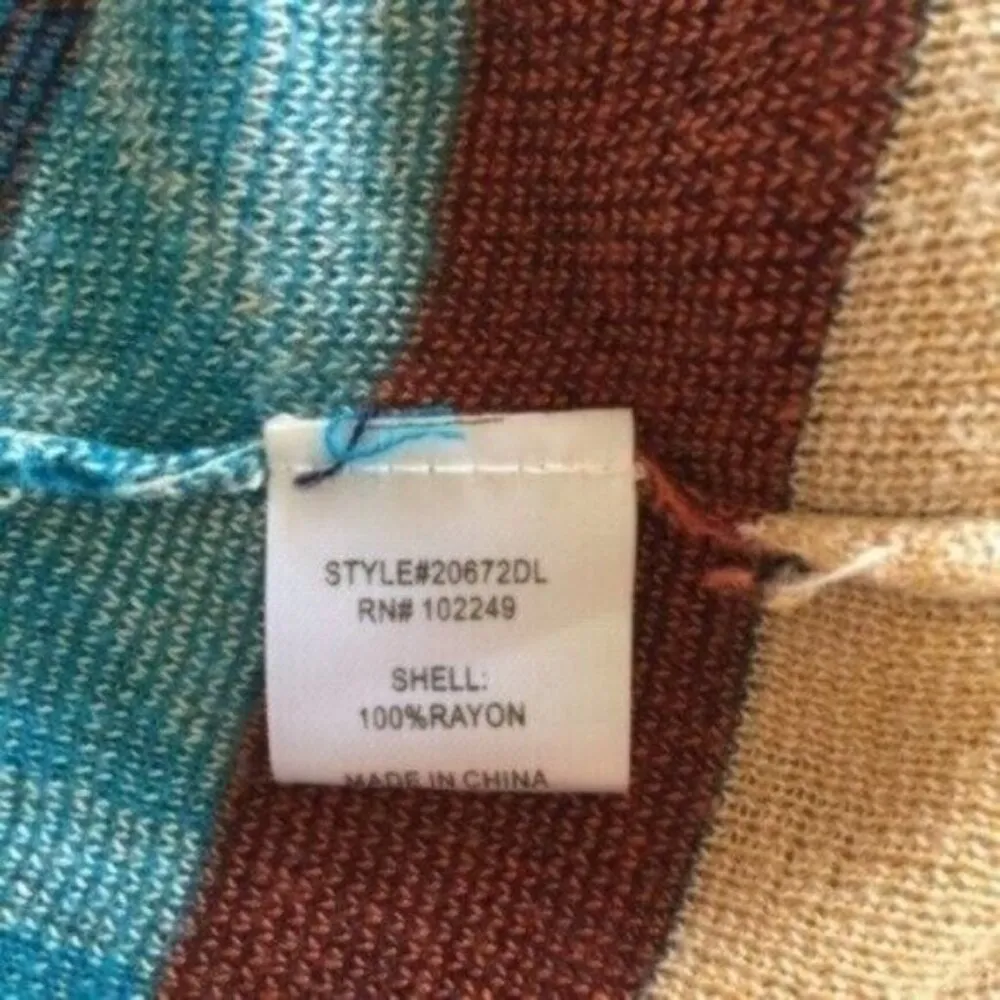 STYLE#20672DL
RN# 102249
SHELL:
100%RAYON
MADE IN CHINA